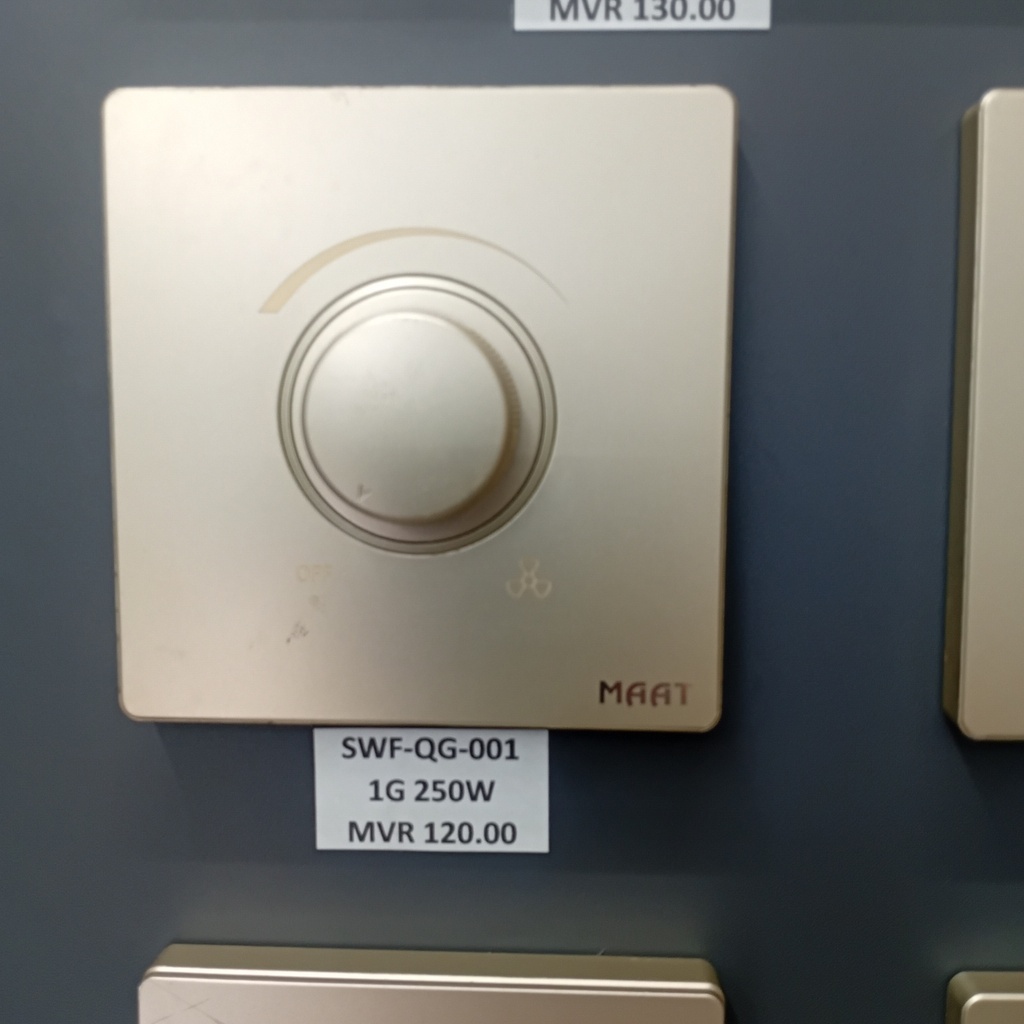 MVR 130.00
OFF
MAAT
SWF-QG-001
1G 250W
MVR 120.00